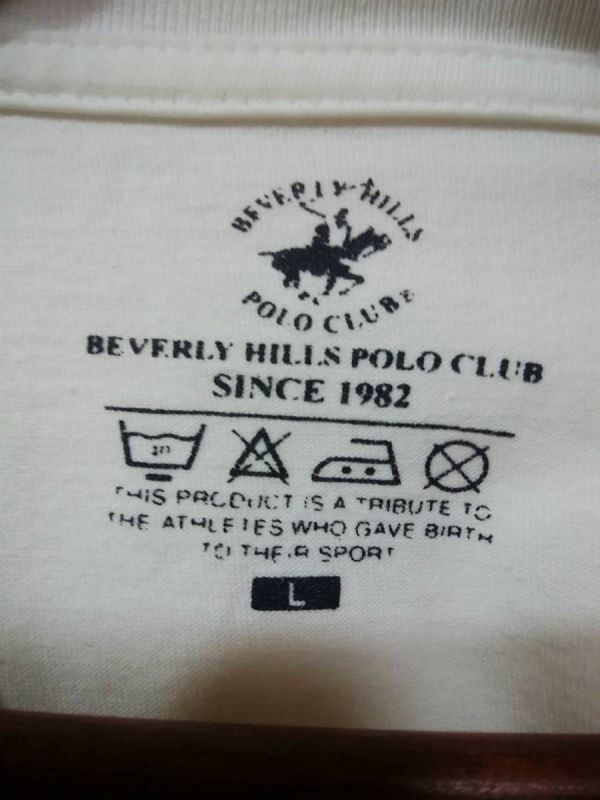 BEVERLY HILLS
POLO CLUB
BEVERLY HILLS POLO CLUB
SINCE 1982
THIS PRODUCT IS A TRIBUTE TO
THE ATHLETES WHO GAVE BIRTH
TO THEIR SPORT
L